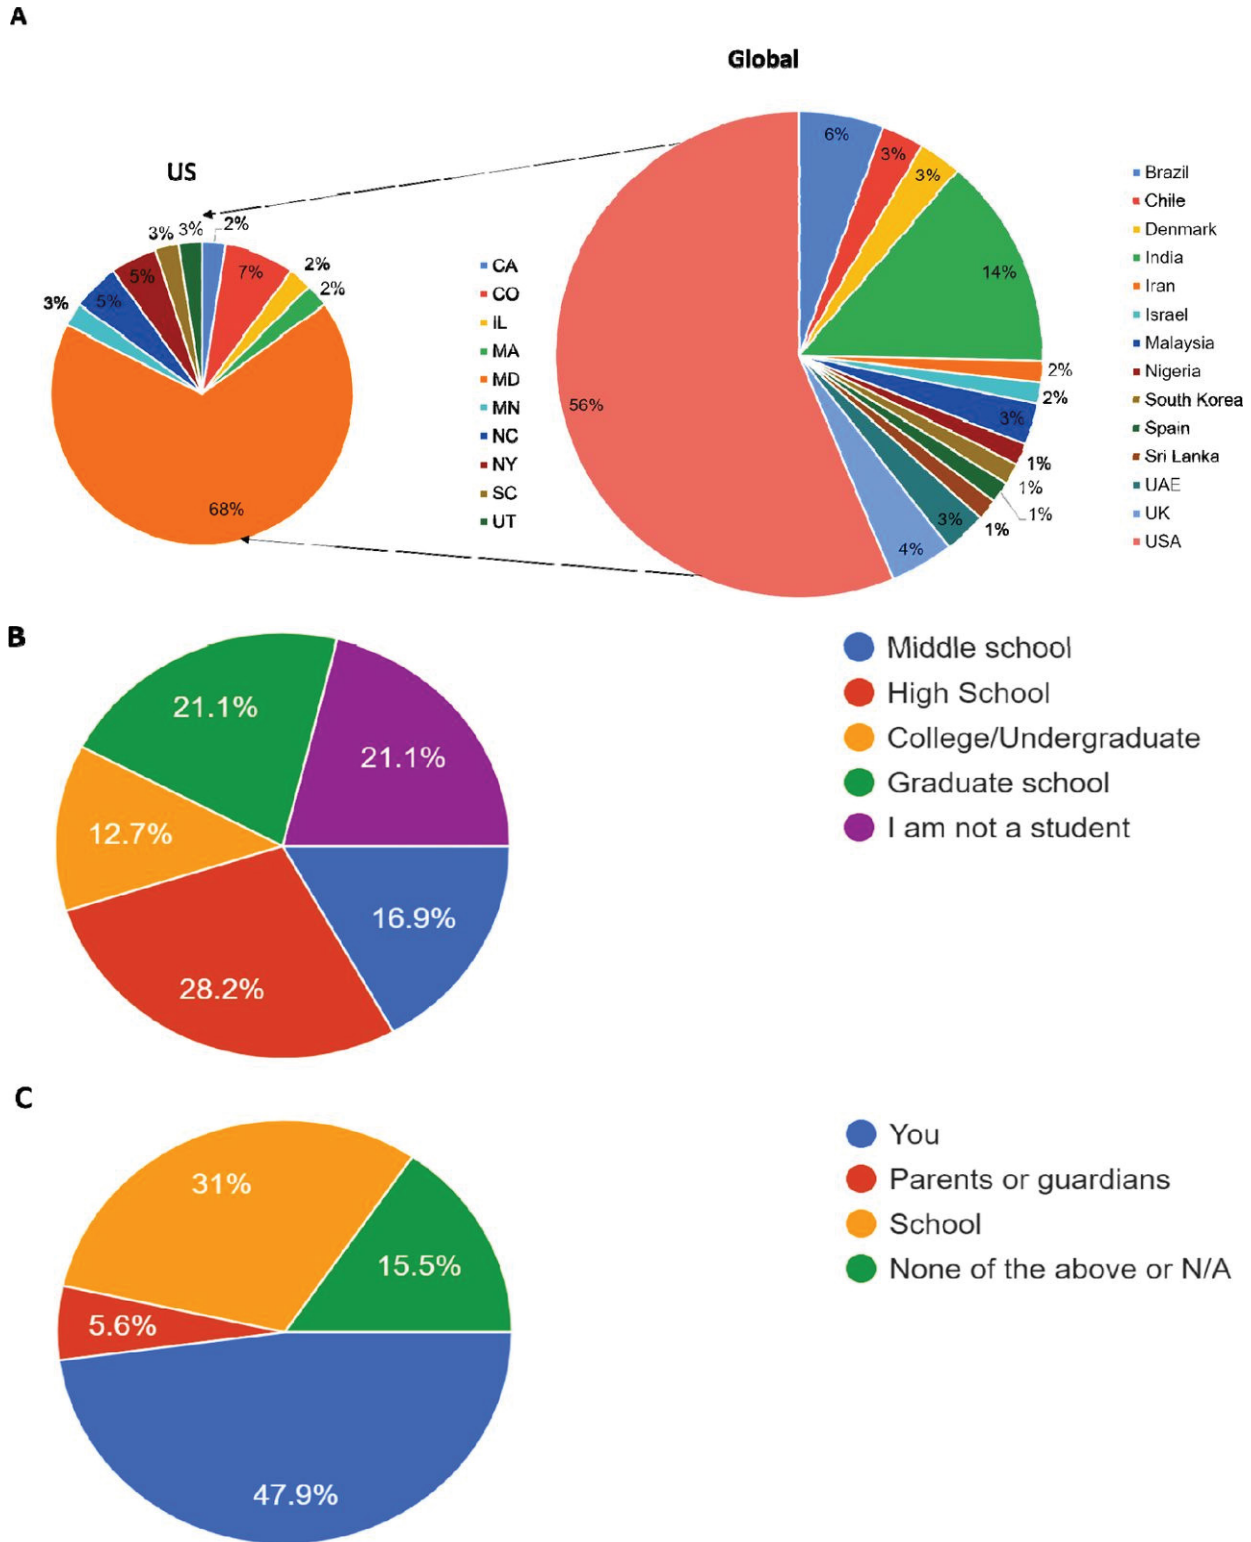 A
Global
US
6%
3%
3%
14%
2%
2%
3%
1%
1%
1%
1%
3%
4%
56%
Brazil
Chile
Denmark
India
Iran
Israel
Malaysia
Nigeria
South Korea
Spain
Sri Lanka
UAE
UK
USA
3%
3%
2%
7%
2%
2%
5%
5%
3%
68%
CA
CO
IL
MA
MD
MN
NC
NY
SC
UT
B
21.1%
21.1%
12.7%
16.9%
28.2%
Middle school
High School
College/Undergraduate
Graduate school
I am not a student
C
31%
15.5%
5.6%
47.9%
You
Parents or guardians
School
None of the above or N/A